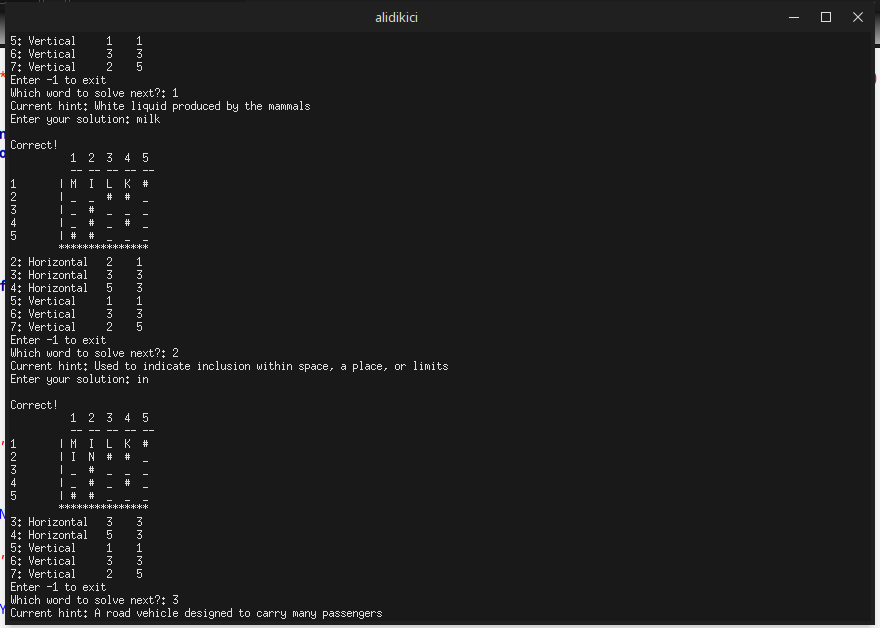 alidikici
5: Vertical    1   1
6: Vertical    3   3
7: Vertical    2   5
Enter -1 to exit
Which word to solve next?: 1
Current hint: White liquid produced by the mammals
Enter your solution: milk
Correct!
1 2 3 4 5
-- -- -- -- --
1 | M I L K #
2 | _ _ # # _
3 | _ # _ _ _
4 | _ # _ # _
5 | # # _ _ _
***************
2: Horizontal  2   1
3: Horizontal  3   3
4: Horizontal  5   3
5: Vertical    1   1
6: Vertical    3   3
7: Vertical    2   5
Enter -1 to exit
Which word to solve next?: 2
Current hint: Used to indicate inclusion within space, a place, or limits
Enter your solution: in
Correct!
1 2 3 4 5
-- -- -- -- --
1 | M I L K #
2 | I N # # _
3 | _ # _ _ _
4 | _ # _ # _
5 | # # _ _ _
***************
3: Horizontal  3   3
4: Horizontal  5   3
5: Vertical    1   1
6: Vertical    3   3
7: Vertical    2   5
Enter -1 to exit
Which word to solve next?: 3
Current hint: A road vehicle designed to carry many passengers